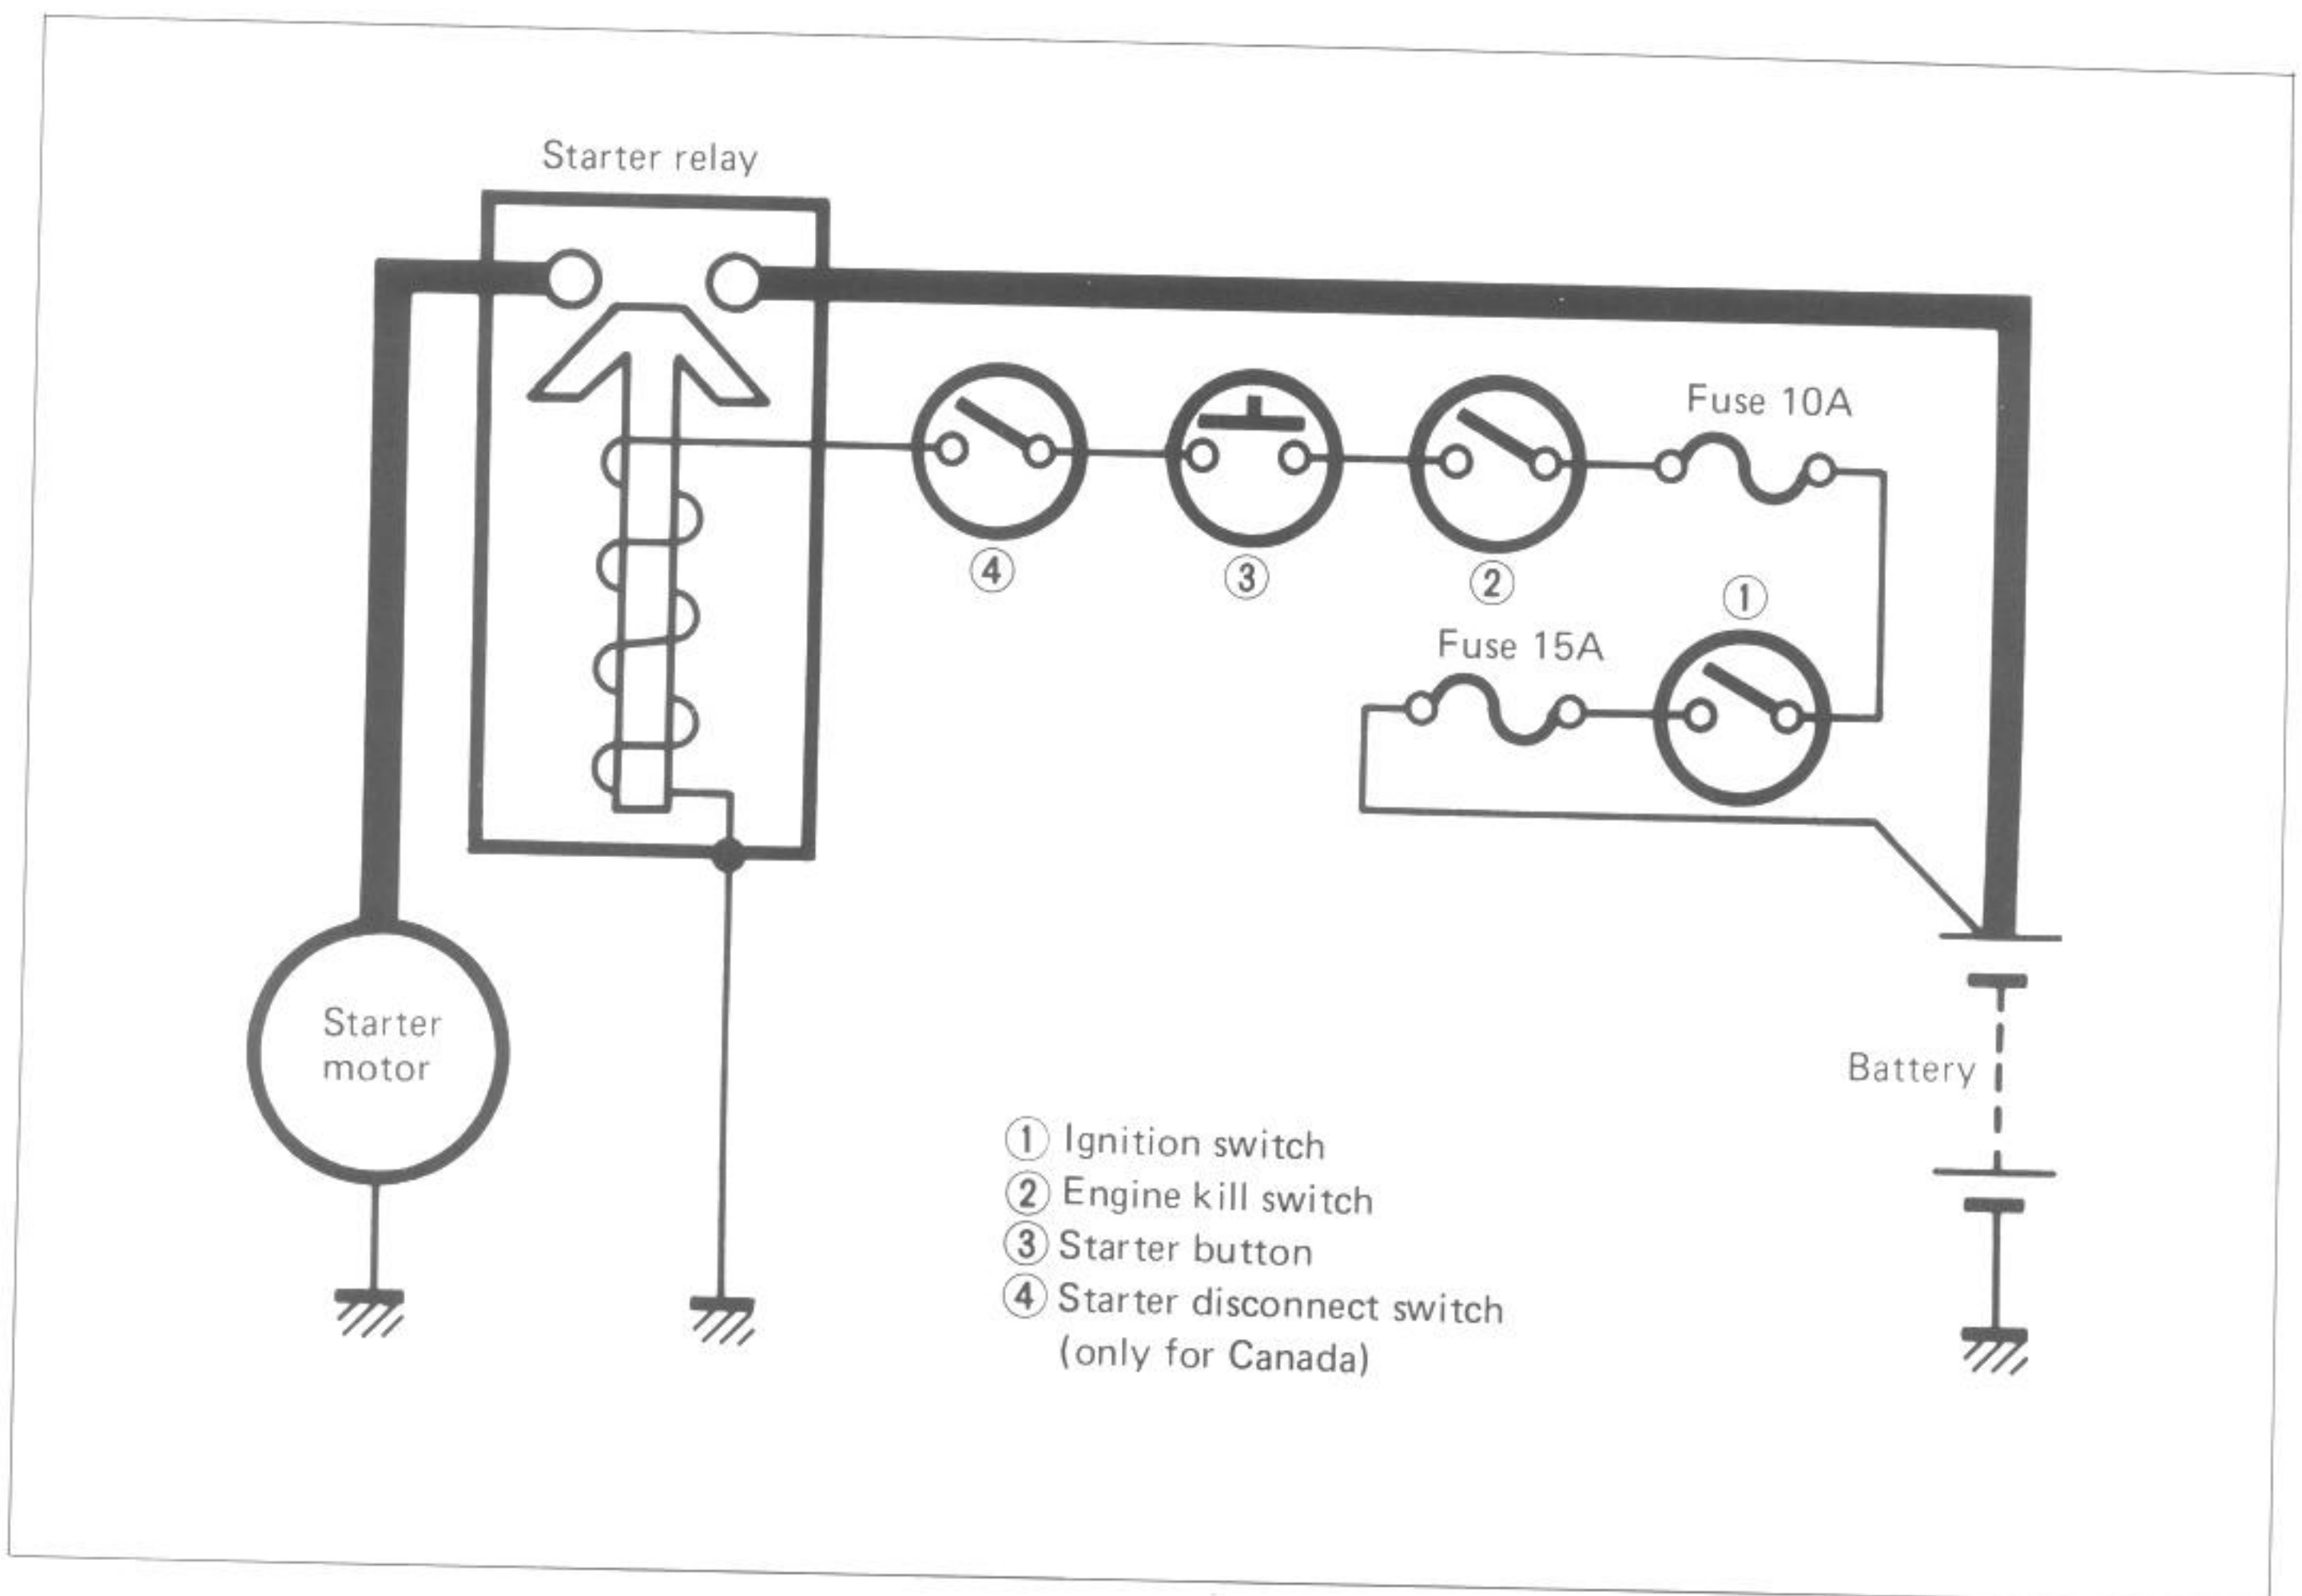 Starter relay
Fuse 10A
④
③
②
①
Fuse 15A
Starter
motor
Battery
① Ignition switch
② Engine kill switch
③ Starter button
④ Starter disconnect switch
(only for Canada)